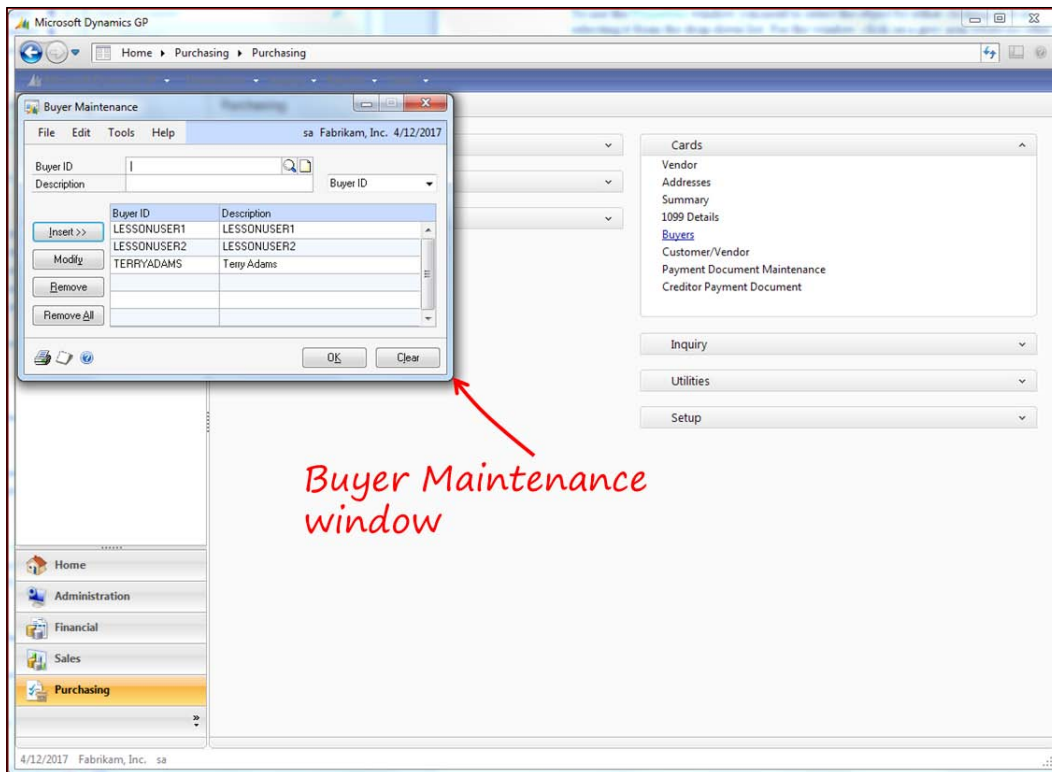 Microsoft Dynamics GP
Home Purchasing Purchasing
Buyer Maintenance
File Edit Tools Help sa Fabrikam, Inc. 4/12/2017
Buyer ID
Description Buyer ID
Buyer ID Description
Insert >> LESSONUSER1 LESSONUSER1
LESSONUSER2 LESSONUSER2
Modify TERRYADAMS Terry Adams
Remove
Remove All
OK Clear
Purchasing
Cards
Vendor
Addresses
Summary
1099 Details
Buyers
Customer/Vendor
Payment Document Maintenance
Creditor Payment Document
Inquiry
Utilities
Setup
Buyer Maintenance
window
Home
Administration
Financial
Sales
Purchasing
4/12/2017 Fabrikam, Inc. sa